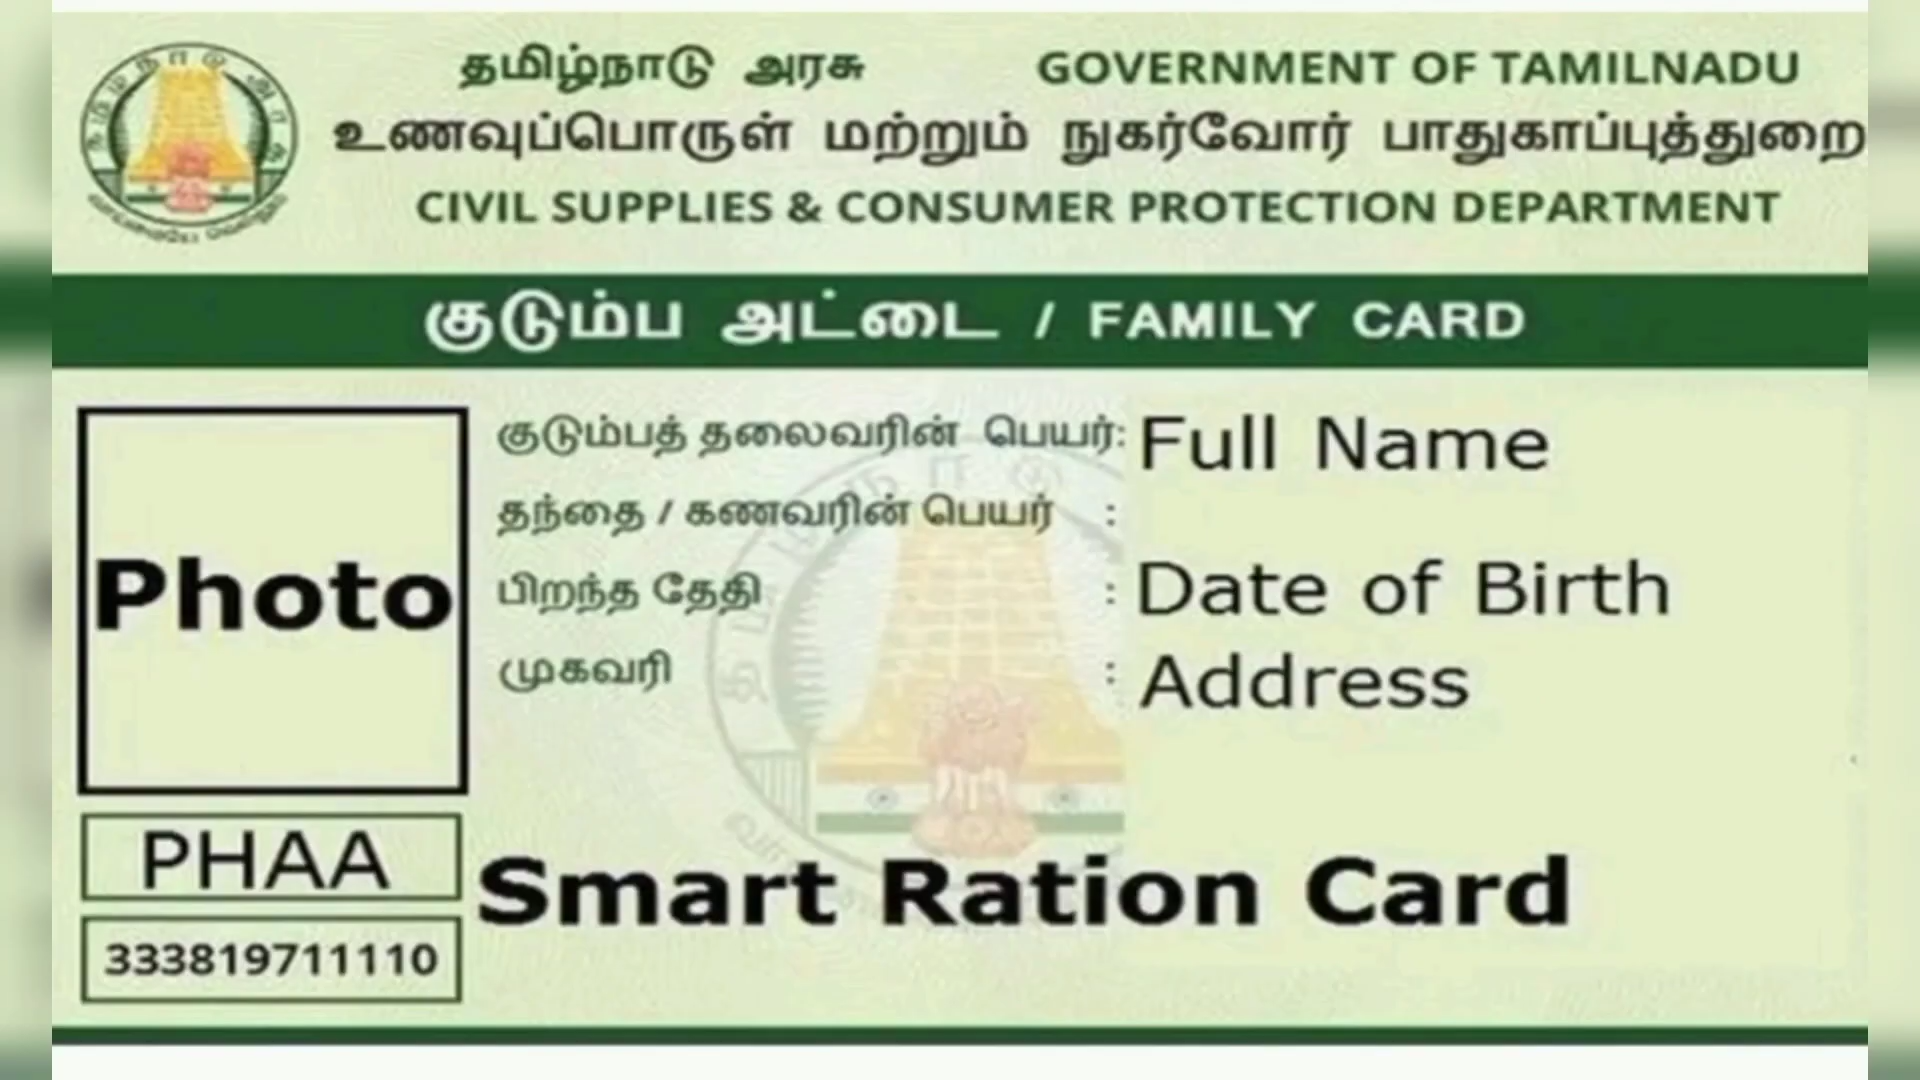 தமிழ்நாடு அரசு GOVERNMENT OF TAMILNADU
உணவுப்பொருள் மற்றும் நுகர்வோர் பாதுகாப்புத்துறை
CIVIL SUPPLIES & CONSUMER PROTECTION DEPARTMENT
குடும்ப அட்டை / FAMILY CARD
குடும்பத் தலைவரின் பெயர்: Full Name
தந்தை / கணவரின் பெயர் :
பிறந்த தேதி : Date of Birth
முகவரி : Address
Photo
PHAA
Smart Ration Card
333819711110